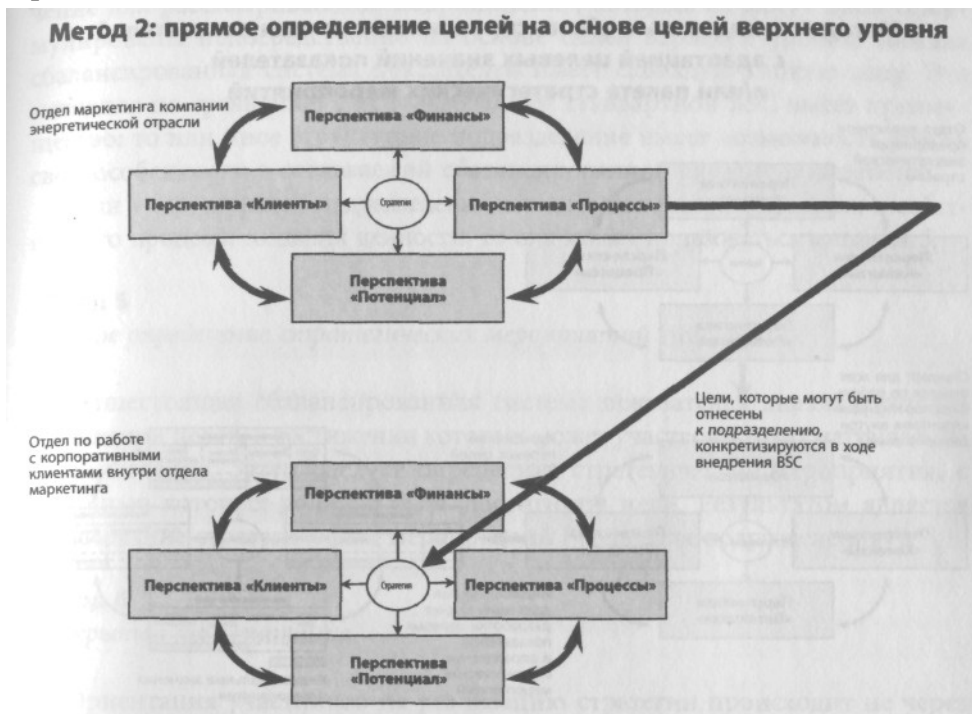 Метод 2: прямое определение целей на основе целей верхнего уровня
Отдел маркетинга компании
энергетической отрасли
Перспектива «Финансы»
Перспектива «Клиенты»
Стратегия
Перспектива «Процессы»
Перспектива
«Потенциал»
Цели, которые могут быть
отнесены
к подразделению,
конкретизируются в ходе
внедрения BSC
Отдел по работе
с корпоративными
клиентами внутри отдела
маркетинга
Перспектива «Финансы»
Перспектива «Клиенты»
Стратегия
Перспектива «Процессы»
Перспектива
«Потенциал»